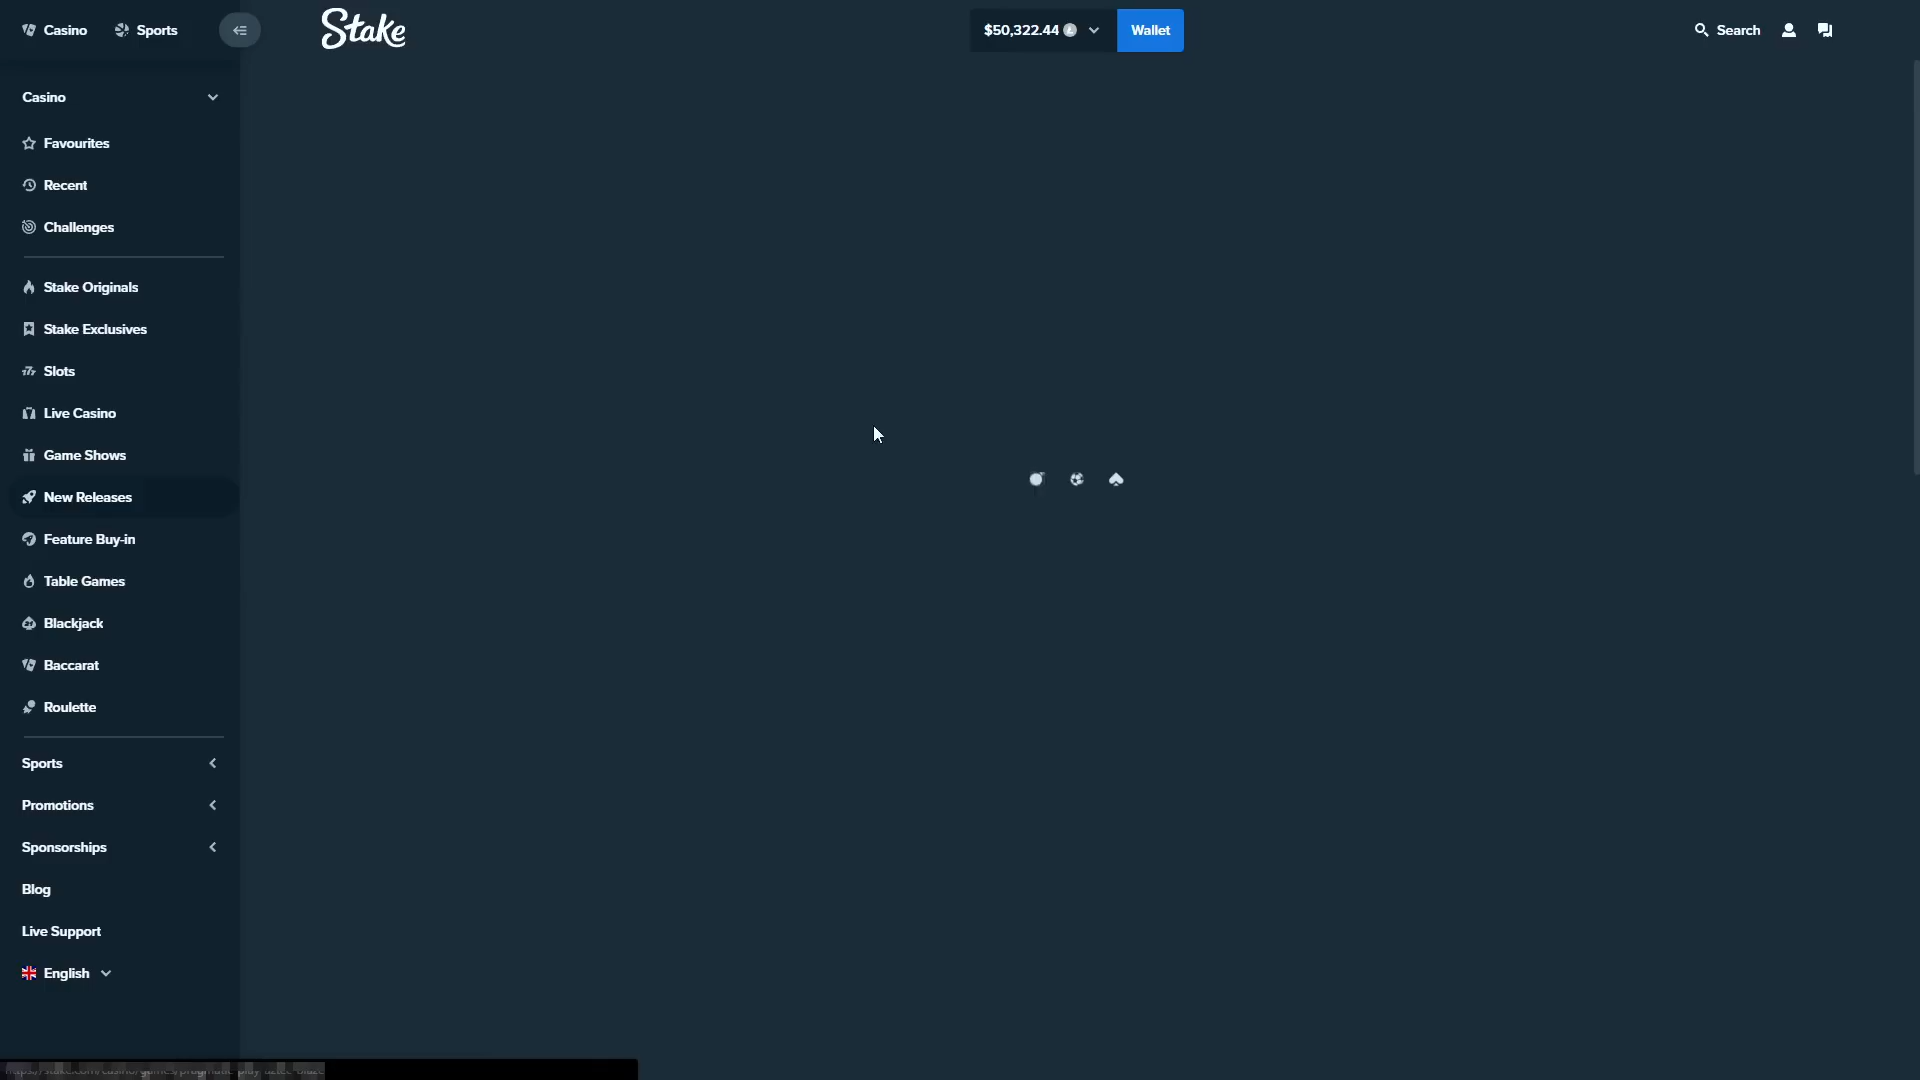 Casino
Sports
Stake
$50,322.44
Wallet
Search
Casino
Favourites
Recent
Challenges
Stake Originals
Stake Exclusives
Slots
Live Casino
Game Shows
New Releases
Feature Buy-in
Table Games
Blackjack
Baccarat
Roulette
Sports
Promotions
Sponsorships
Blog
Live Support
English